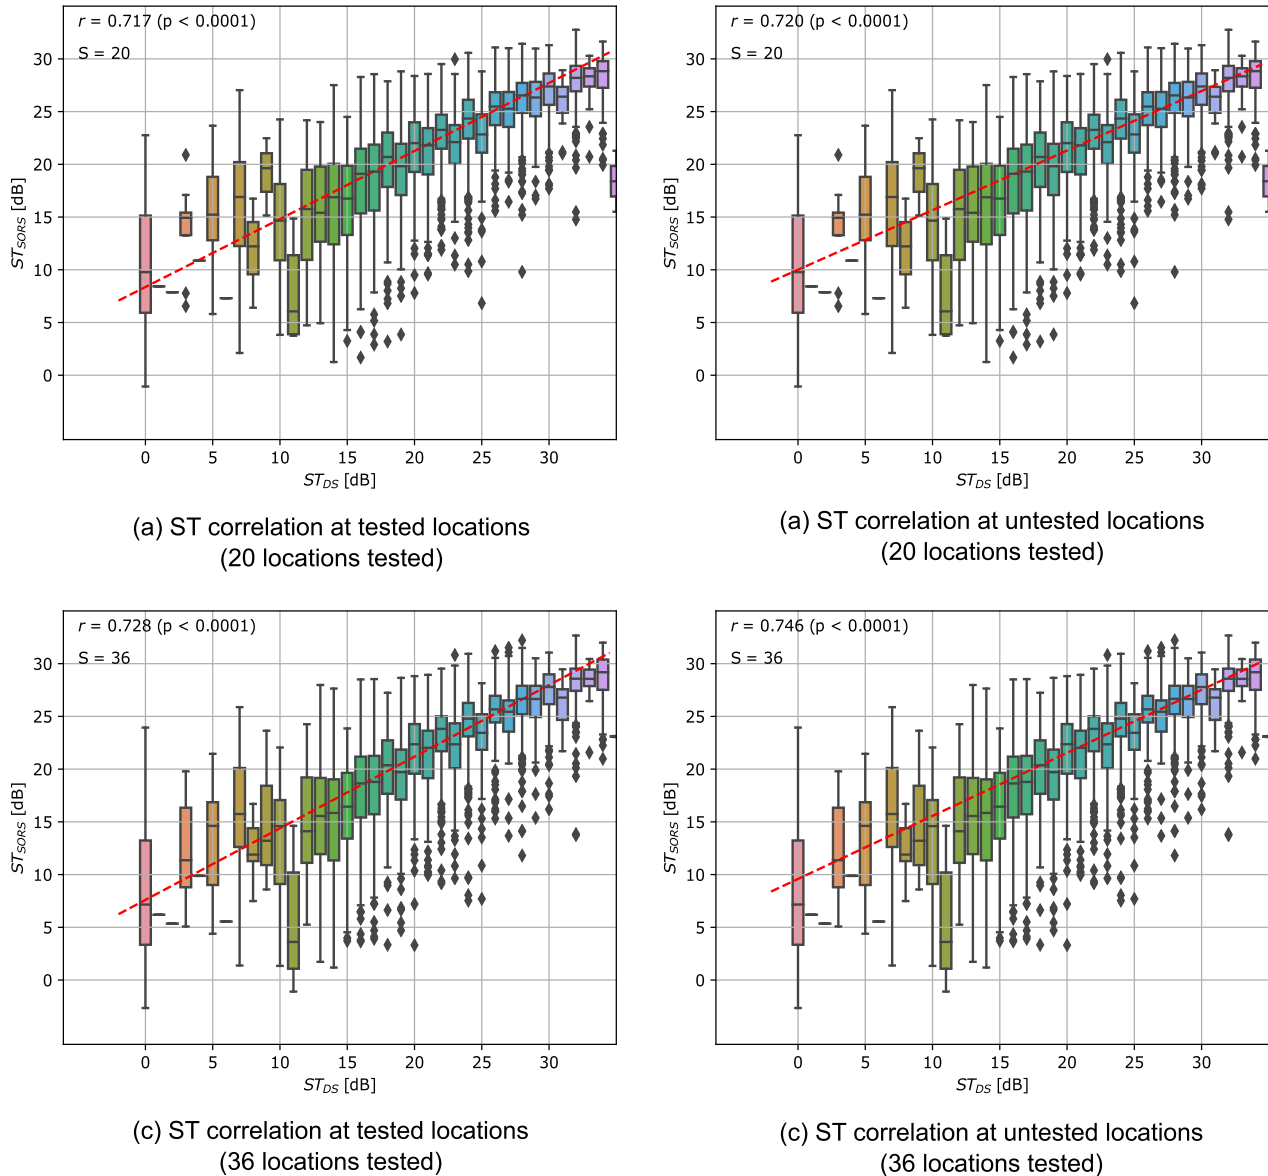 r = 0.717 (p < 0.0001)
S = 20
30
25
20
15
10
5
0
ST_SORS [dB]
0 5 10 15 20 25 30
ST_DS [dB]
(a) ST correlation at tested locations
(20 locations tested)
r = 0.720 (p < 0.0001)
S = 20
30
25
20
15
10
5
0
ST_SORS [dB]
0 5 10 15 20 25 30
ST_DS [dB]
(a) ST correlation at untested locations
(20 locations tested)
r = 0.728 (p < 0.0001)
S = 36
30
25
20
15
10
5
0
ST_SORS [dB]
0 5 10 15 20 25 30
ST_DS [dB]
(c) ST correlation at tested locations
(36 locations tested)
r = 0.746 (p < 0.0001)
S = 36
30
25
20
15
10
5
0
ST_SORS [dB]
0 5 10 15 20 25 30
ST_DS [dB]
(c) ST correlation at untested locations
(36 locations tested)